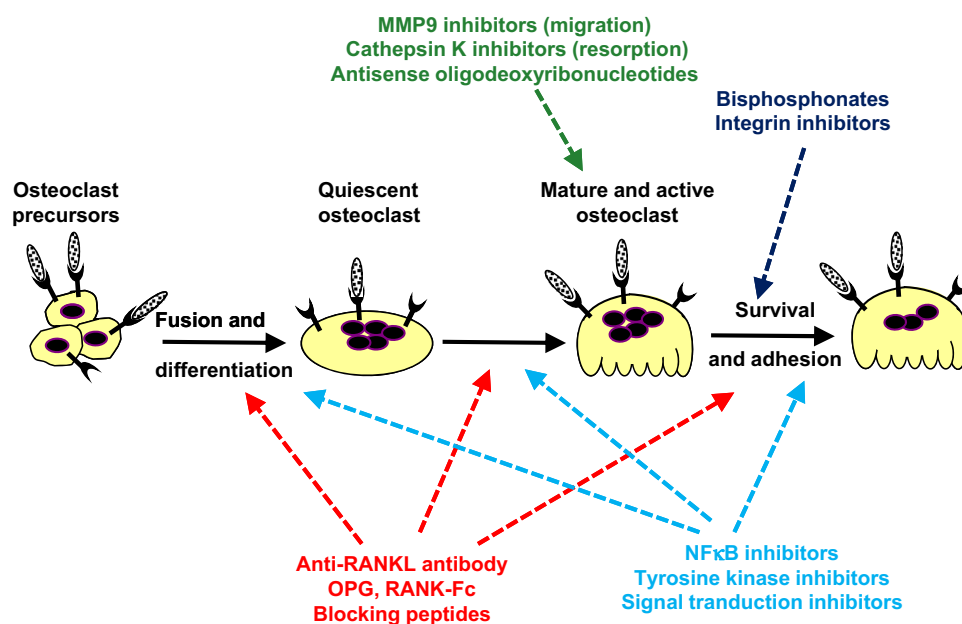 MMP9 inhibitors (migration)
Cathepsin K inhibitors (resorption)
Antisense oligodeoxyribonucleotides
Bisphosphonates
Integrin inhibitors
Osteoclast
precursors
Quiescent
osteoclast
Mature and active
osteoclast
Fusion and
differentiation
Survival
and adhesion
Anti-RANKL antibody
OPG, RANK-Fc
Blocking peptides
NFκB inhibitors
Tyrosine kinase inhibitors
Signal tranduction inhibitors